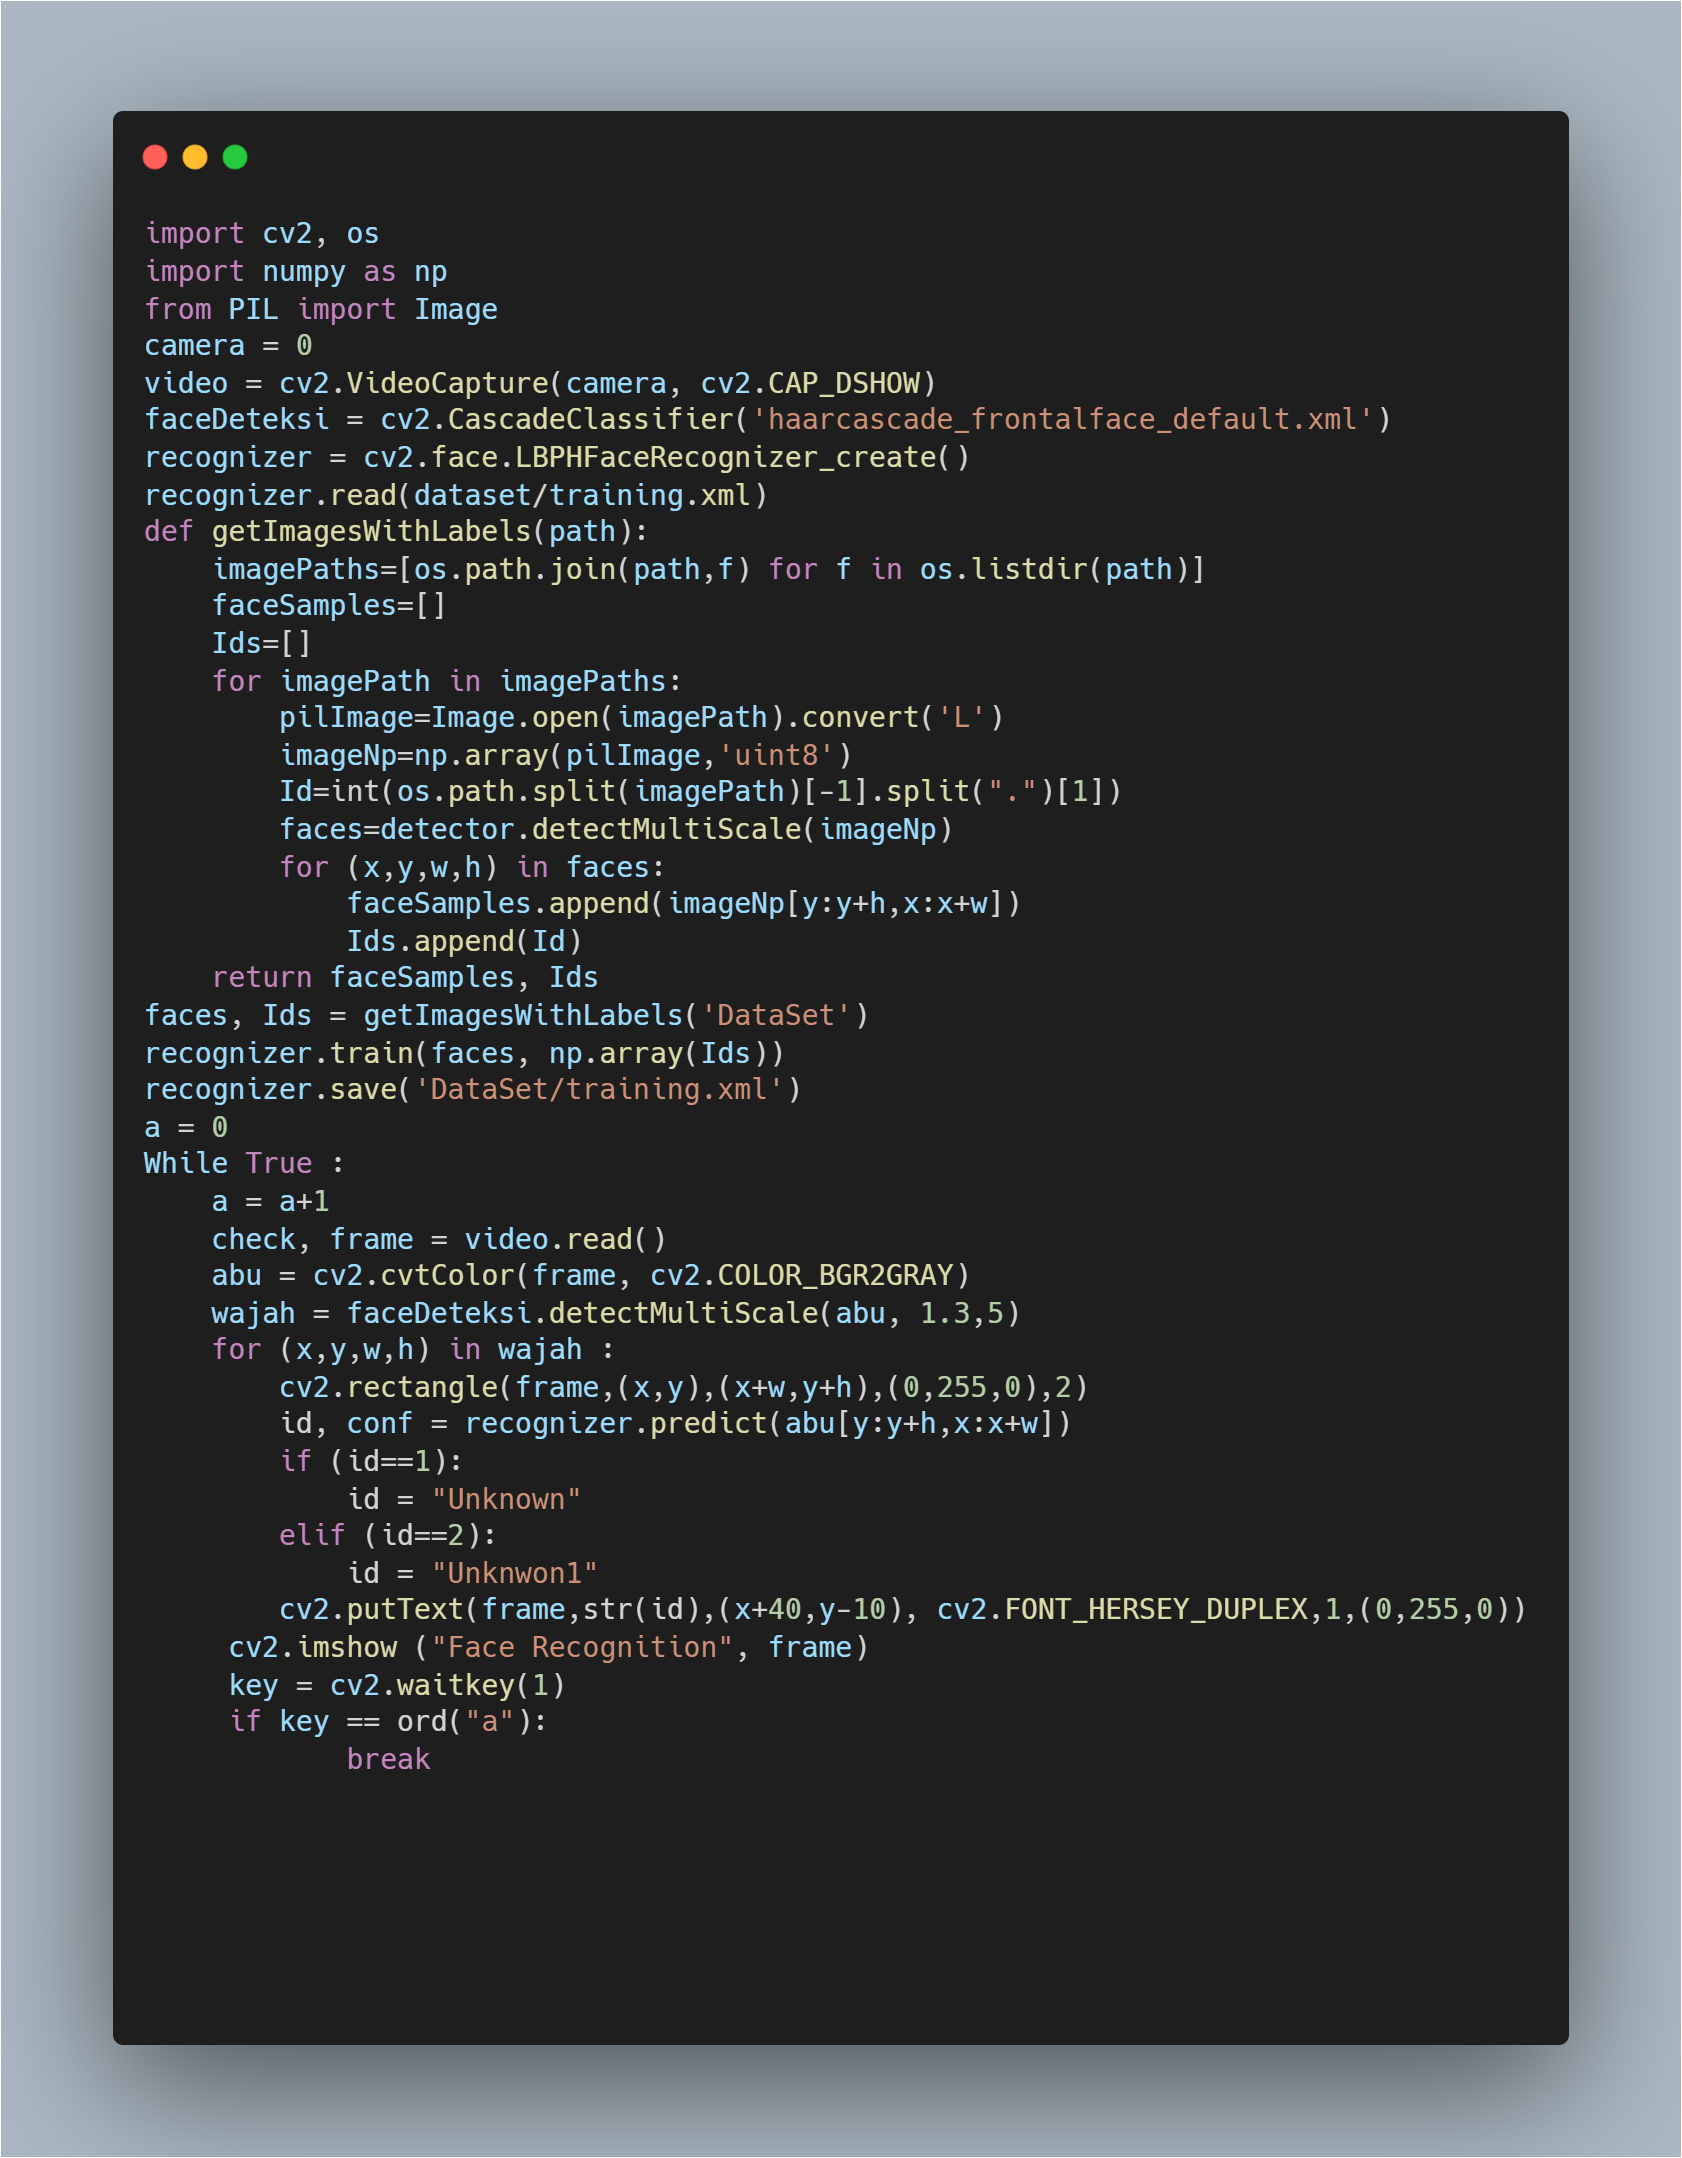 import cv2, os
import numpy as np
from PIL import Image
camera = 0
video = cv2.VideoCapture(camera, cv2.CAP_DSHOW)
faceDeteksi = cv2.CascadeClassifier('haarcascade_frontalface_default.xml')
recognizer = cv2.face.LBPHFaceRecognizer_create()
recognizer.read(dataset/training.xml)
def getImagesWithLabels(path):
    imagePaths=[os.path.join(path,f) for f in os.listdir(path)]
    faceSamples=[]
    Ids=[]
    for imagePath in imagePaths:
        pilImage=Image.open(imagePath).convert('L')
        imageNp=np.array(pilImage,'uint8')
        Id=int(os.path.split(imagePath)[-1].split(".")[1])
        faces=detector.detectMultiScale(imageNp)
        for (x,y,w,h) in faces:
            faceSamples.append(imageNp[y:y+h,x:x+w])
            Ids.append(Id)
    return faceSamples, Ids
faces, Ids = getImagesWithLabels('DataSet')
recognizer.train(faces, np.array(Ids))
recognizer.save('DataSet/training.xml')
a = 0
While True :
    a = a+1
    check, frame = video.read()
    abu = cv2.cvtColor(frame, cv2.COLOR_BGR2GRAY)
    wajah = faceDeteksi.detectMultiScale(abu, 1.3,5)
    for (x,y,w,h) in wajah :
        cv2.rectangle(frame,(x,y),(x+w,y+h),(0,255,0),2)
        id, conf = recognizer.predict(abu[y:y+h,x:x+w])
        if (id==1):
            id = "Unknown"
        elif (id==2):
            id = "Unknwon1"
        cv2.putText(frame,str(id),(x+40,y-10), cv2.FONT_HERSEY_DUPLEX,1,(0,255,0))
     cv2.imshow ("Face Recognition", frame)
     key = cv2.waitkey(1)
     if key == ord("a"):
            break